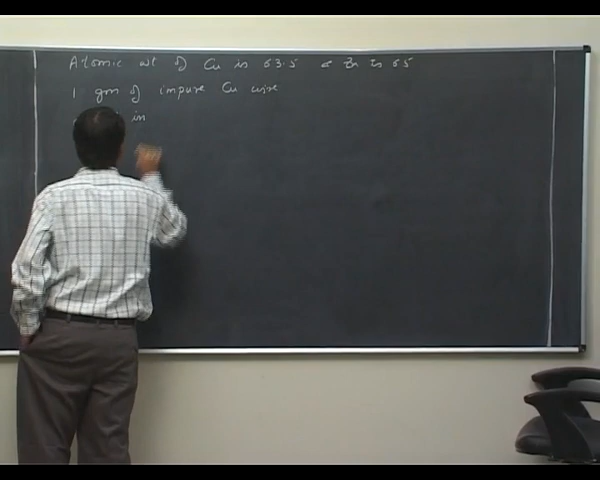 Atomic wt of Cu is 63.5 & Zn is 65
1 gm of impure Cu wire
in